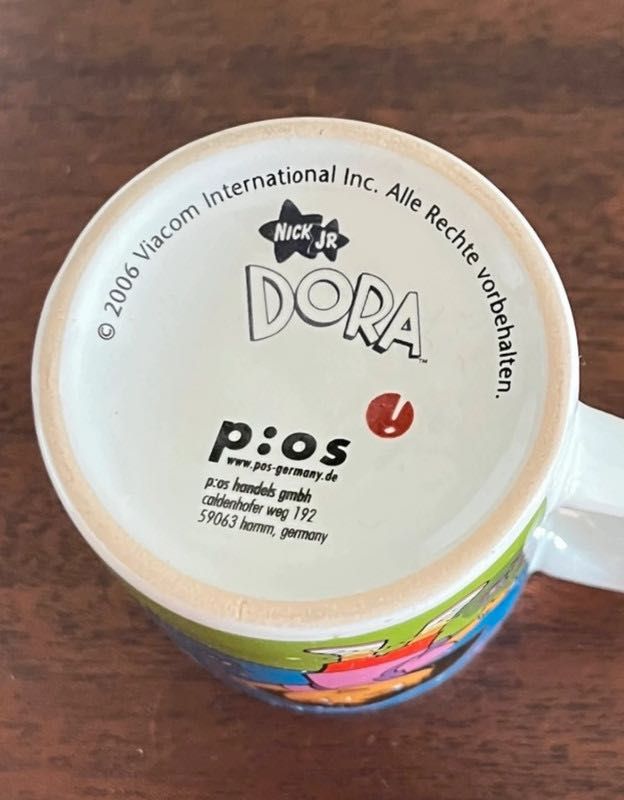 © 2006 Viacom International Inc. Alle Rechte vorbehalten.
NICK JR
DORA™
p:os
www.pos-germany.de
p:os handels gmbh
caldenhofer weg 192
59063 hamm, germany